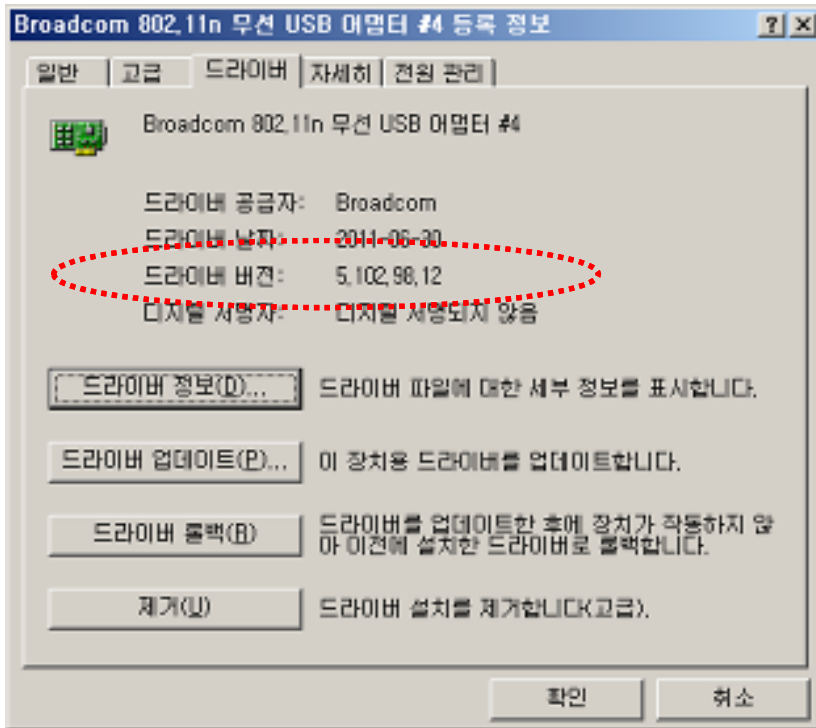 Broadcom 802.11n 무선 USB 어댑터 #4 등록 정보
일반 고급 드라이버 자세히 전원 관리
Broadcom 802.11n 무선 USB 어댑터 #4
드라이버 공급자: Broadcom
드라이버 날짜: 2011-06-30
드라이버 버전: 5.102.98.12
디지털 서명자: 디지털 서명되지 않음
드라이버 정보(D)... 드라이버 파일에 대한 세부 정보를 표시합니다.
드라이버 업데이트(P)... 이 장치용 드라이버를 업데이트합니다.
드라이버 롤백(R) 드라이버를 업데이트한 후에 장치가 작동하지 않
아 이전에 설치한 드라이버로 롤백합니다.
제거(U) 드라이버 설치를 제거합니다(고급).
확인 취소